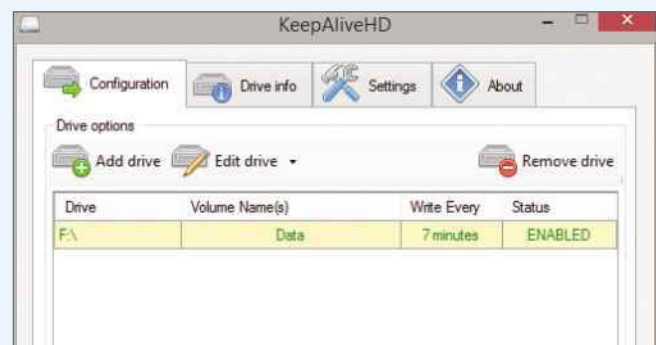 KeepAliveHD
Configuration Drive info Settings About
Drive options
Add drive Edit drive Remove drive
Drive Volume Name(s) Write Every Status
F:\ Data 7 minutes ENABLED